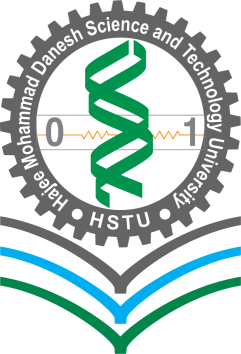 Hajee Mohammad Danesh Science and Technology University
0 1
• HSTU •